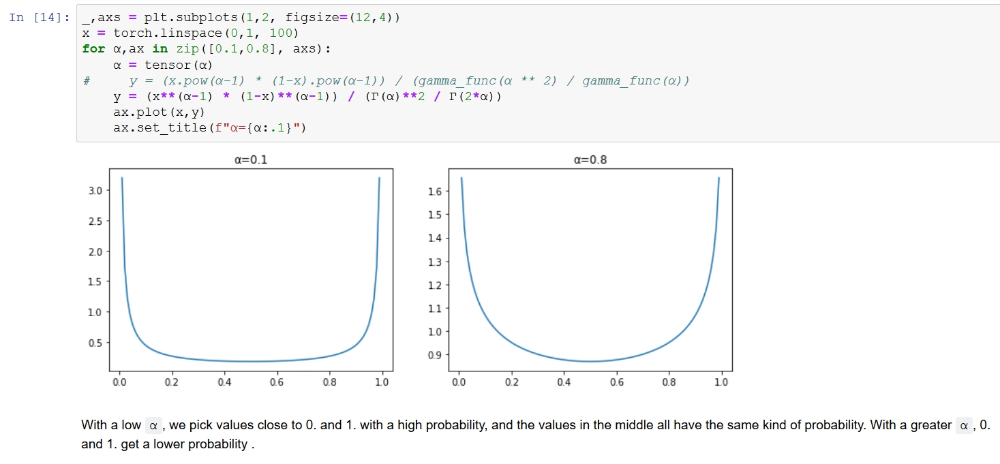 In [14]: _,axs = plt.subplots(1,2, figsize=(12,4))
x = torch.linspace(0,1, 100)
for α,ax in zip([0.1,0.8], axs):
    α = tensor(α)
#     y = (x.pow(α-1) * (1-x).pow(α-1)) / (gamma_func(α ** 2) / gamma_func(α))
    y = (x**(α-1) * (1-x)**(α-1)) / (Γ(α)**2 / Γ(2*α))
    ax.plot(x,y)
    ax.set_title(f"α={α:.1}")
α=0.1
3.0
2.5
2.0
1.5
1.0
0.5
0.0 0.2 0.4 0.6 0.8 1.0
α=0.8
1.6
1.5
1.4
1.3
1.2
1.1
1.0
0.9
0.0 0.2 0.4 0.6 0.8 1.0
With a low α , we pick values close to 0. and 1. with a high probability, and the values in the middle all have the same kind of probability. With a greater α , 0.
and 1. get a lower probability .